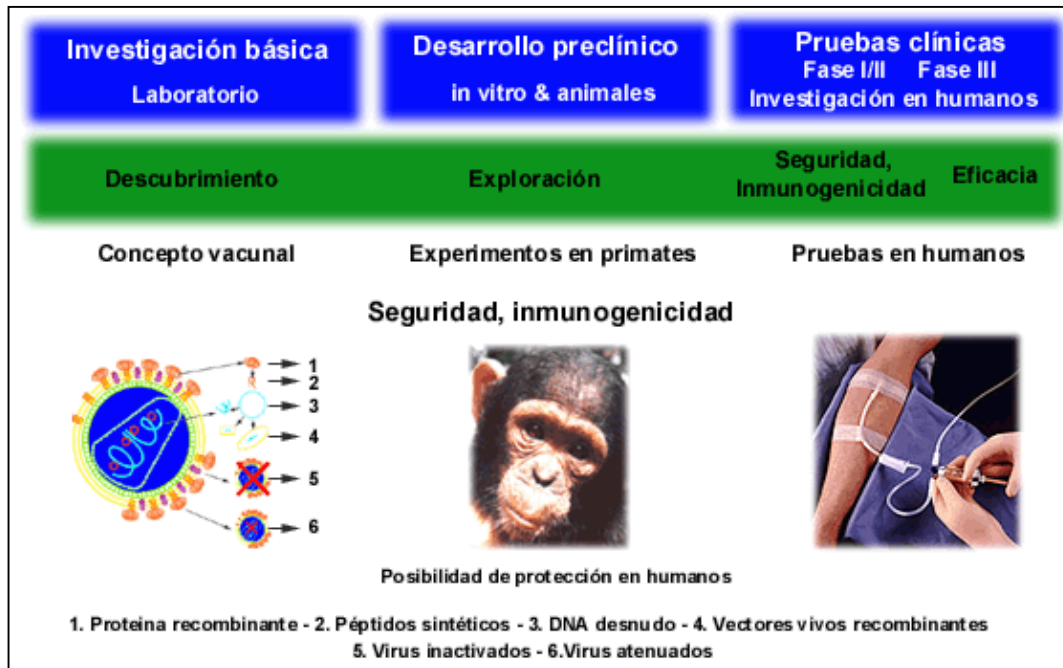 Investigación básica
Laboratorio
Desarrollo preclínico
in vitro & animales
Pruebas clínicas
Fase I/II Fase III
Investigación en humanos
Descubrimiento
Exploración
Seguridad,
Inmunogenicidad
Eficacia
Concepto vacunal
Experimentos en primates
Pruebas en humanos
Seguridad, inmunogenicidad
1
2
3
4
5
6
Posibilidad de protección en humanos
1. Proteina recombinante - 2. Péptidos sintéticos - 3. DNA desnudo - 4. Vectores vivos recombinantes
5. Virus inactivados - 6.Virus atenuados